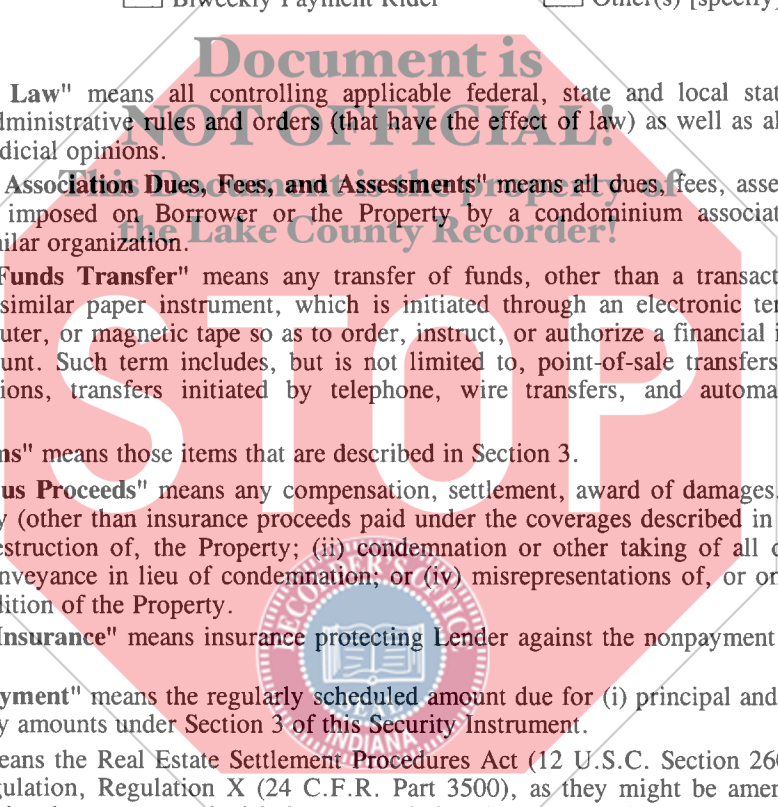 Biweekly Payment Rider Other(s) [specify]
Document is
Law" means all controlling applicable federal, state and local stat
dministrative rules and orders (that have the effect of law) as well as al
NOT OFFICIAL!
dicial opinions.
Association Dues, Fees, and Assessments" means all dues, fees, asse
This Document is the property of
imposed on Borrower or the Property by a condominium associat
the Lake County Recorder!
ilar organization.
Funds Transfer" means any transfer of funds, other than a transact
similar paper instrument, which is initiated through an electronic ter
uter, or magnetic tape so as to order, instruct, or authorize a financial i
unt. Such term includes, but is not limited to, point-of-sale transfers
ions, transfers initiated by telephone, wire transfers, and automa
STOP
ns" means those items that are described in Section 3.
us Proceeds" means any compensation, settlement, award of damages,
y (other than insurance proceeds paid under the coverages described in
estruction of, the Property; (ii) condemnation or other taking of all o
nveyance in lieu of condemnation; or (iv) misrepresentations of, or or
dition of the Property.
RECORDER'S OFFICE
Insurance" means insurance protecting Lender against the nonpayment
SEAL
yment" means the regularly scheduled amount due for (i) principal and
y amounts under Section 3 of this Security Instrument.
INDIANA
eans the Real Estate Settlement Procedures Act (12 U.S.C. Section 260
gulation, Regulation X (24 C.F.R. Part 3500), as they might be amer